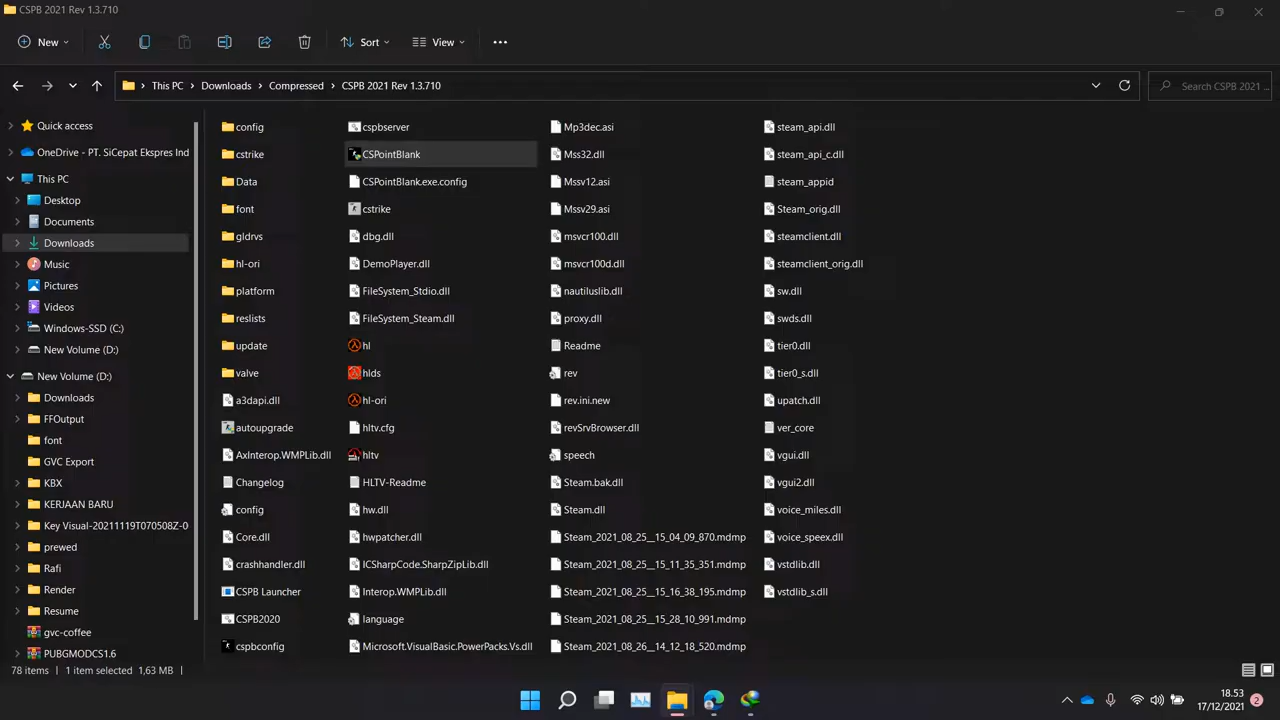 CSPB 2021 Rev 1.3.710
New
Sort
View
This PC
Downloads
Compressed
CSPB 2021 Rev 1.3.710
Search CSPB 2021 ...
Quick access
OneDrive - PT. SiCepat Ekspres Ind
This PC
Desktop
Documents
Downloads
Music
Pictures
Videos
Windows-SSD (C:)
New Volume (D:)
New Volume (D:)
Downloads
FFOutput
font
GVC Export
KBX
KERJAAN BARU
Key Visual-20211119T070508Z-0
prewed
Rafi
Render
Resume
gvc-coffee
PUBGMODCS1.6
config
cstrike
Data
font
gldrvs
hl-ori
platform
reslists
update
valve
a3dapi.dll
autoupgrade
AxInterop.WMPLib.dll
Changelog
config
Core.dll
crashhandler.dll
CSPB Launcher
CSPB2020
cspbconfig
cspbserver
CSPointBlank
CSPointBlank.exe.config
cstrike
dbg.dll
DemoPlayer.dll
FileSystem_Stdio.dll
FileSystem_Steam.dll
hl
hlds
hl-ori
hltv.cfg
hltv
HLTV-Readme
hw.dll
hwpatcher.dll
ICSharpCode.SharpZipLib.dll
Interop.WMPLib.dll
language
Microsoft.VisualBasic.PowerPacks.Vs.dll
Mp3dec.asi
Mss32.dll
Mssv12.asi
Mssv29.asi
msvcr100.dll
msvcr100d.dll
nautiluslib.dll
proxy.dll
Readme
rev
rev.ini.new
revSrvBrowser.dll
speech
Steam.bak.dll
Steam.dll
Steam_2021_08_25__15_04_09_870.mdmp
Steam_2021_08_25__15_11_35_351.mdmp
Steam_2021_08_25__15_16_38_195.mdmp
Steam_2021_08_25__15_28_10_991.mdmp
Steam_2021_08_26__14_12_18_520.mdmp
steam_api.dll
steam_api_c.dll
steam_appid
Steam_orig.dll
steamclient.dll
steamclient_orig.dll
sw.dll
swds.dll
tier0.dll
tier0_s.dll
upatch.dll
ver_core
vgui.dll
vgui2.dll
voice_miles.dll
voice_speex.dll
vstdlib.dll
vstdlib_s.dll
78 items
1 item selected 1,63 MB
18.53
17/12/2021
2